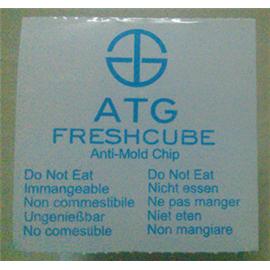 ATG
FRESHCUBE
Anti-Mold Chip
Do Not Eat
Immangeable
Non commestibile
Ungenießbar
No comesuble
Do Not Eat
Nicht essen
Ne pas manger
Niet eten
Non mangiare